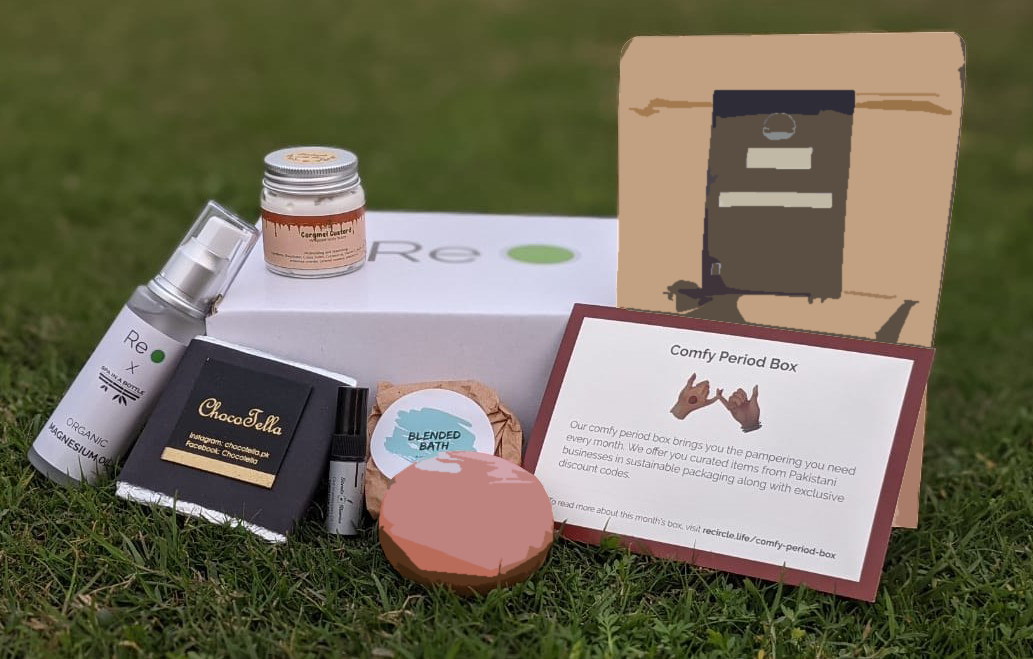 Caramel Custard
Re
Re
x
SPA IN A BOTTLE
ORGANIC
MAGNESIUM OIL
ChocoTella
Instagram: chocotella.pk
Facebook: Chocotella
BLENDED
BATH
Comfy Period Box
Our comfy period box brings you the pampering you need
every month. We offer you curated items from Pakistani
businesses in sustainable packaging along with exclusive
discount codes.
To read more about this month's box, visit recircle.life/comfy-period-box